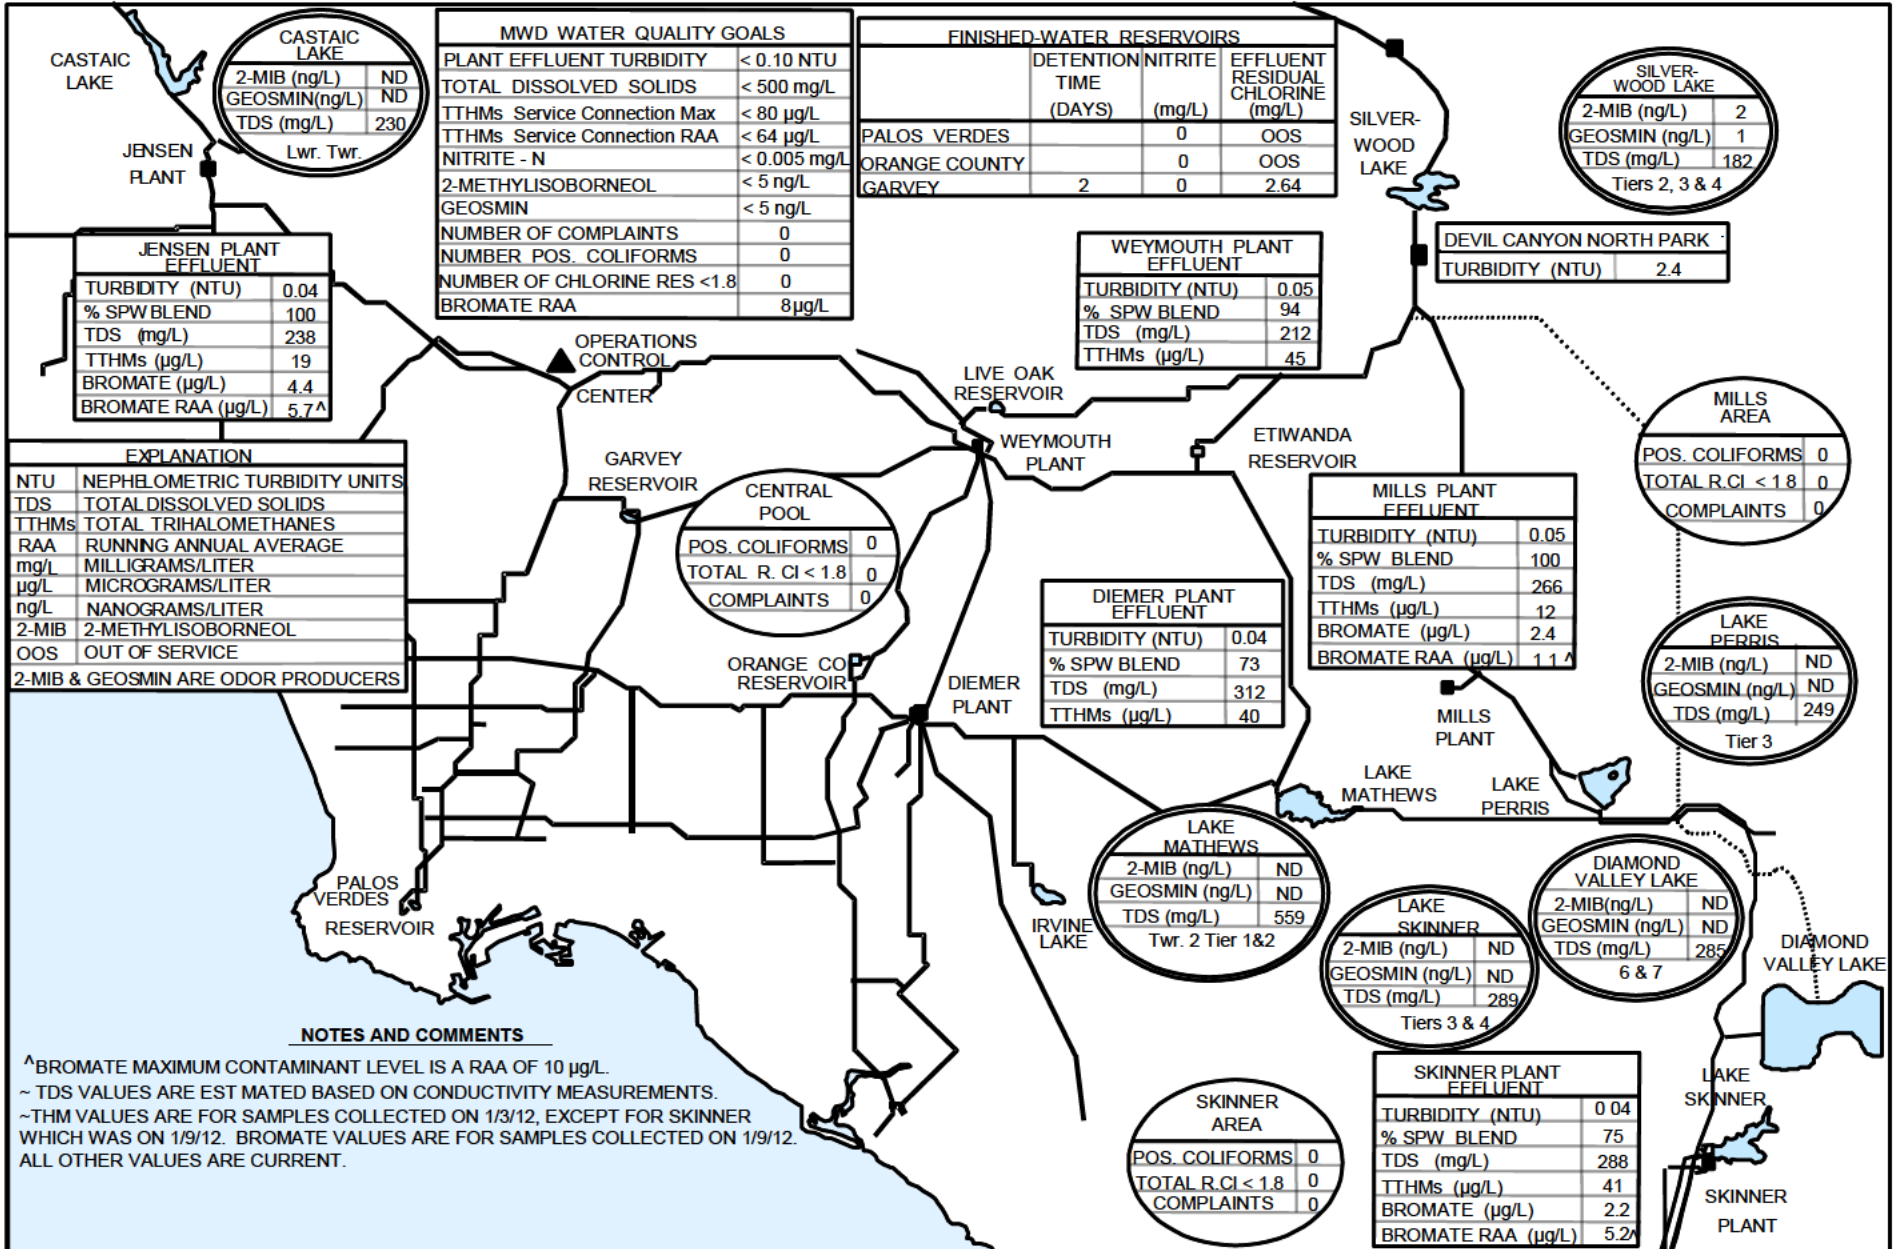 CASTAIC
LAKE
CASTAIC
LAKE
2-MIB (ng/L) ND
GEOSMIN(ng/L) ND
TDS (mg/L) 230
Lwr. Twr.
JENSEN
PLANT
MWD WATER QUALITY GOALS
PLANT EFFLUENT TURBIDITY < 0.10 NTU
TOTAL DISSOLVED SOLIDS < 500 mg/L
TTHMs Service Connection Max < 80 µg/L
TTHMs Service Connection RAA < 64 µg/L
NITRITE - N < 0.005 mg/L
2-METHYLISOBORNEOL < 5 ng/L
GEOSMIN < 5 ng/L
NUMBER OF COMPLAINTS 0
NUMBER POS. COLIFORMS 0
NUMBER OF CHLORINE RES <1.8 0
BROMATE RAA 8µg/L
FINISHED-WATER RESERVOIRS
DETENTION NITRITE EFFLUENT
TIME RESIDUAL
CHLORINE
(DAYS) (mg/L) (mg/L)
PALOS VERDES 0 OOS
ORANGE COUNTY 0 OOS
GARVEY 2 0 2.64
SILVER-
WOOD
LAKE
SILVER-
WOOD LAKE
2-MIB (ng/L) 2
GEOSMIN (ng/L) 1
TDS (mg/L) 182
Tiers 2, 3 & 4
DEVIL CANYON NORTH PARK
TURBIDITY (NTU) 2.4
WEYMOUTH PLANT
EFFLUENT
TURBIDITY (NTU) 0.05
% SPW BLEND 94
TDS (mg/L) 212
TTHMs (µg/L) 45
JENSEN PLANT
EFFLUENT
TURBIDITY (NTU) 0.04
% SPW BLEND 100
TDS (mg/L) 238
TTHMs (µg/L) 19
BROMATE (µg/L) 4.4
BROMATE RAA (µg/L) 5.7^
OPERATIONS
CONTROL
CENTER
LIVE OAK
RESERVOIR
WEYMOUTH
PLANT
ETIWANDA
RESERVOIR
GARVEY
RESERVOIR
MILLS
AREA
POS. COLIFORMS 0
TOTAL R.Cl < 1 8 0
COMPLAINTS 0
EXPLANATION
NTU NEPHELOMETRIC TURBIDITY UNITS
TDS TOTAL DISSOLVED SOLIDS
TTHMs TOTAL TRIHALOMETHANES
RAA RUNNING ANNUAL AVERAGE
mg/L MILLIGRAMS/LITER
µg/L MICROGRAMS/LITER
ng/L NANOGRAMS/LITER
2-MIB 2-METHYLISOBORNEOL
OOS OUT OF SERVICE
2-MIB & GEOSMIN ARE ODOR PRODUCERS
CENTRAL
POOL
POS. COLIFORMS 0
TOTAL R. Cl < 1.8 0
COMPLAINTS 0
MILLS PLANT
EFFLUENT
TURBIDITY (NTU) 0.05
% SPW BLEND 100
TDS (mg/L) 266
TTHMs (µg/L) 12
BROMATE (µg/L) 2.4
BROMATE RAA (µg/L) 1 1 ^
DIEMER PLANT
EFFLUENT
TURBIDITY (NTU) 0.04
% SPW BLEND 73
TDS (mg/L) 312
TTHMs (µg/L) 40
LAKE
PERRIS
2-MIB (ng/L) ND
GEOSMIN (ng/L) ND
TDS (mg/L) 249
Tier 3
ORANGE CO
RESERVOIR
DIEMER
PLANT
MILLS
PLANT
LAKE
MATHEWS
LAKE
PERRIS
LAKE
MATHEWS
2-MIB (ng/L) ND
GEOSMIN (ng/L) ND
TDS (mg/L) 559
Twr. 2 Tier 1&2
DIAMOND
VALLEY LAKE
2-MIB(ng/L) ND
GEOSMIN (ng/L) ND
TDS (mg/L) 285
6 & 7
LAKE
SKINNER
2-MIB (ng/L) ND
GEOSMIN (ng/L) ND
TDS (mg/L) 289
Tiers 3 & 4
PALOS
VERDES
RESERVOIR
IRVINE
LAKE
DIAMOND
VALLEY LAKE
NOTES AND COMMENTS
^BROMATE MAXIMUM CONTAMINANT LEVEL IS A RAA OF 10 µg/L.
~ TDS VALUES ARE EST MATED BASED ON CONDUCTIVITY MEASUREMENTS.
~THM VALUES ARE FOR SAMPLES COLLECTED ON 1/3/12, EXCEPT FOR SKINNER
WHICH WAS ON 1/9/12. BROMATE VALUES ARE FOR SAMPLES COLLECTED ON 1/9/12.
ALL OTHER VALUES ARE CURRENT.
SKINNER
AREA
POS. COLIFORMS 0
TOTAL R.Cl < 1.8 0
COMPLAINTS 0
SKINNER PLANT
EFFLUENT
TURBIDITY (NTU) 0 04
% SPW BLEND 75
TDS (mg/L) 288
TTHMs (µg/L) 41
BROMATE (µg/L) 2.2
BROMATE RAA (µg/L) 5.2^
LAKE
SKINNER
SKINNER
PLANT